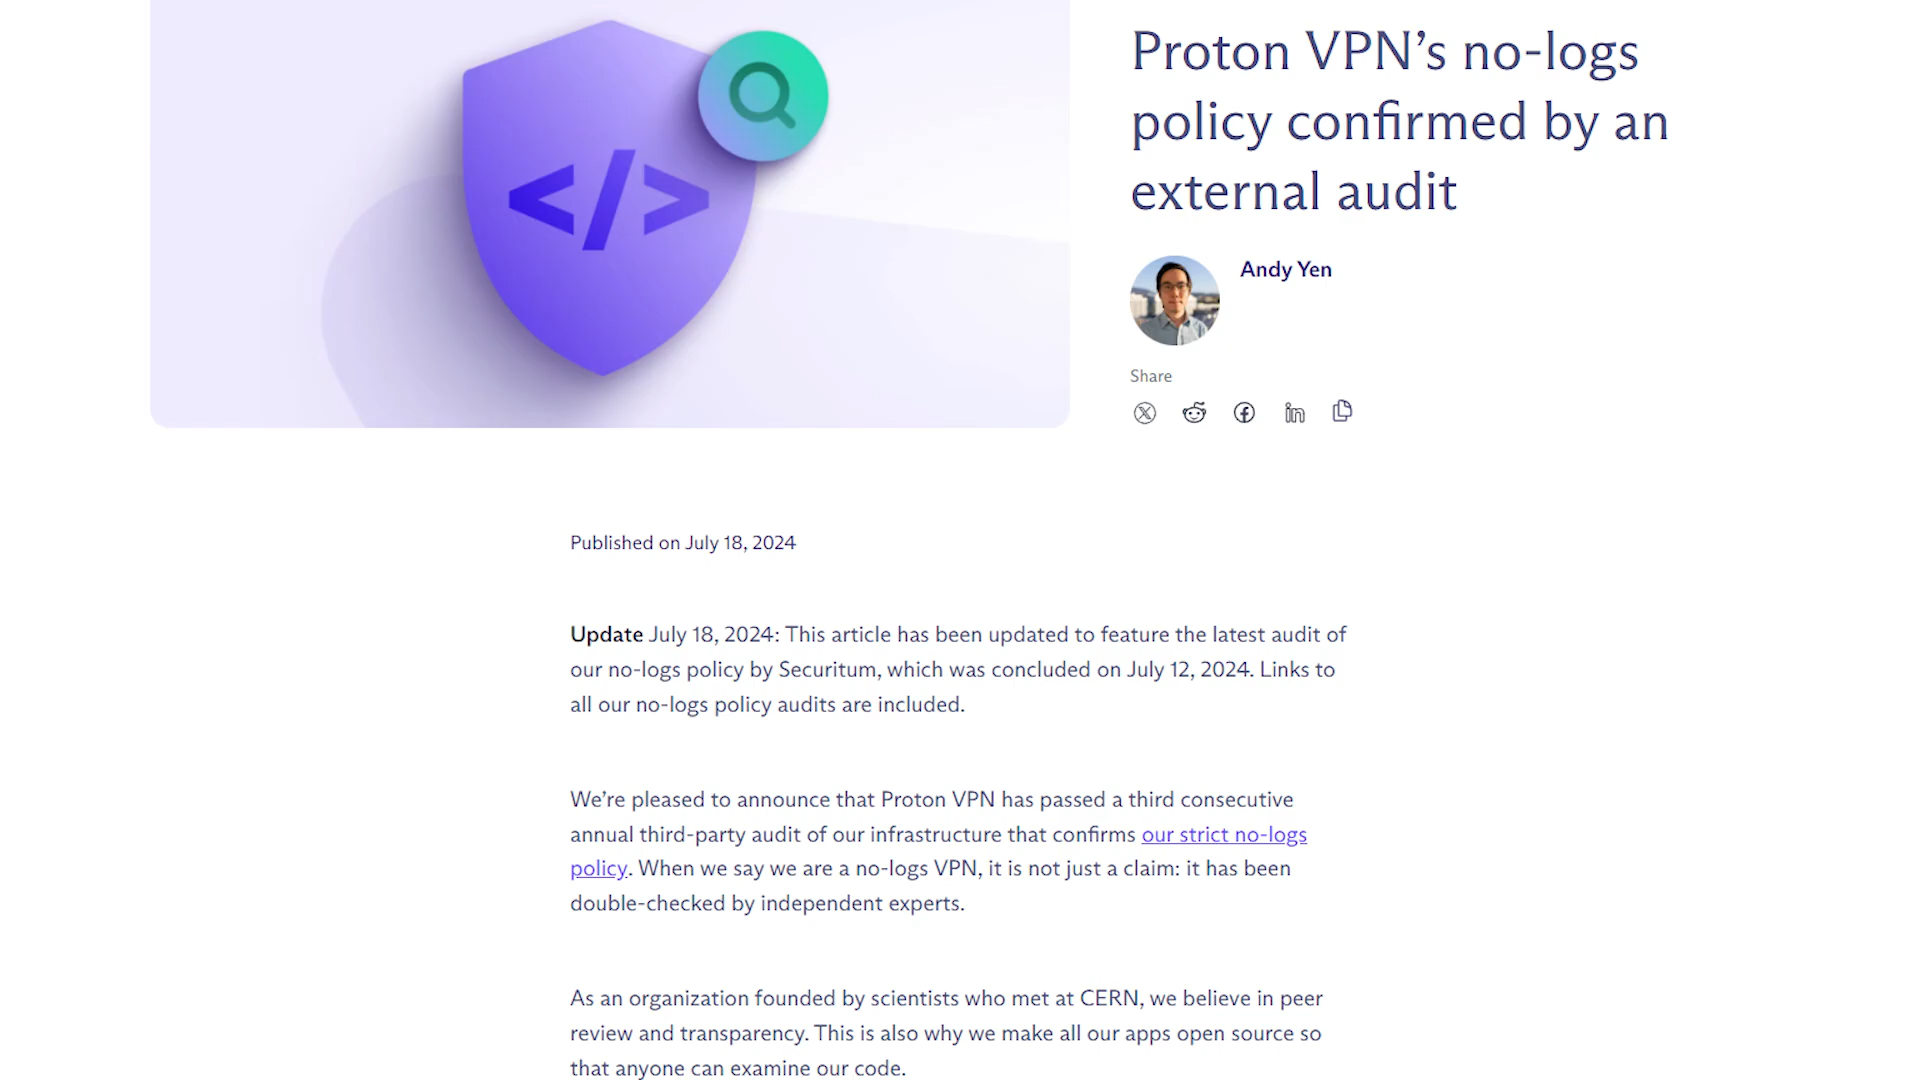 </>
Proton VPN’s no-logs
policy confirmed by an
external audit
Andy Yen
Share
Published on July 18, 2024
Update July 18, 2024: This article has been updated to feature the latest audit of
our no-logs policy by Securitum, which was concluded on July 12, 2024. Links to
all our no-logs policy audits are included.
We’re pleased to announce that Proton VPN has passed a third consecutive
annual third-party audit of our infrastructure that confirms our strict no-logs
policy. When we say we are a no-logs VPN, it is not just a claim: it has been
double-checked by independent experts.
As an organization founded by scientists who met at CERN, we believe in peer
review and transparency. This is also why we make all our apps open source so
that anyone can examine our code.